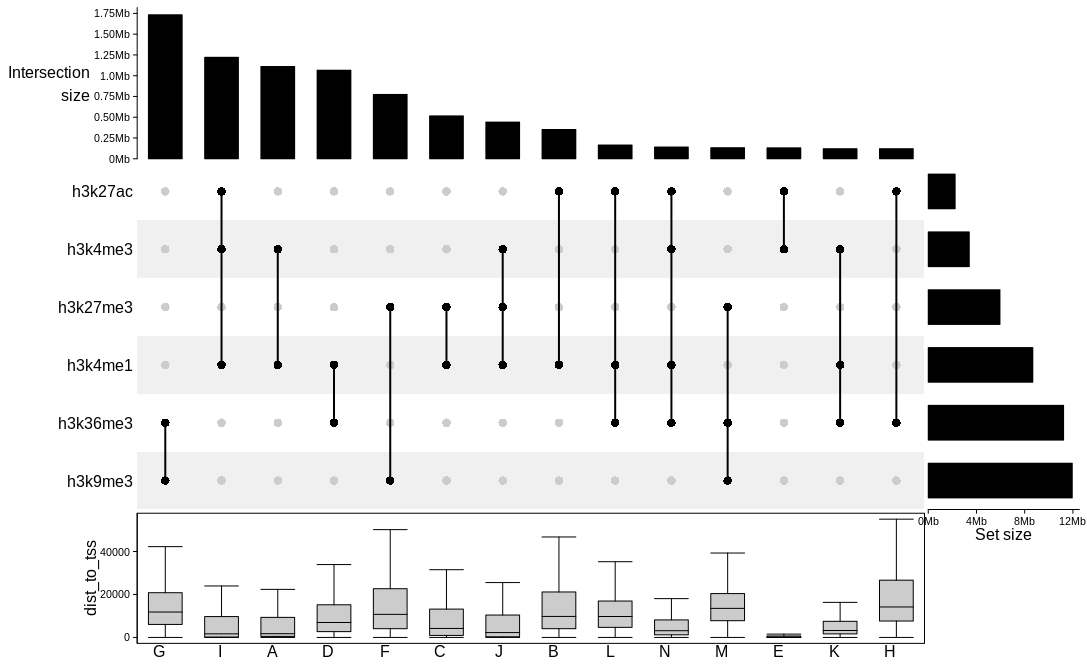 1.75Mb
1.50Mb
1.25Mb
1.0Mb
0.75Mb
0.50Mb
0.25Mb
0Mb
Intersection
size
h3k27ac
h3k4me3
h3k27me3
h3k4me1
h3k36me3
h3k9me3
0Mb 4Mb 8Mb 12Mb
Set size
dist_to_tss
40000
20000
0
G I A D F C J B L N M E K H